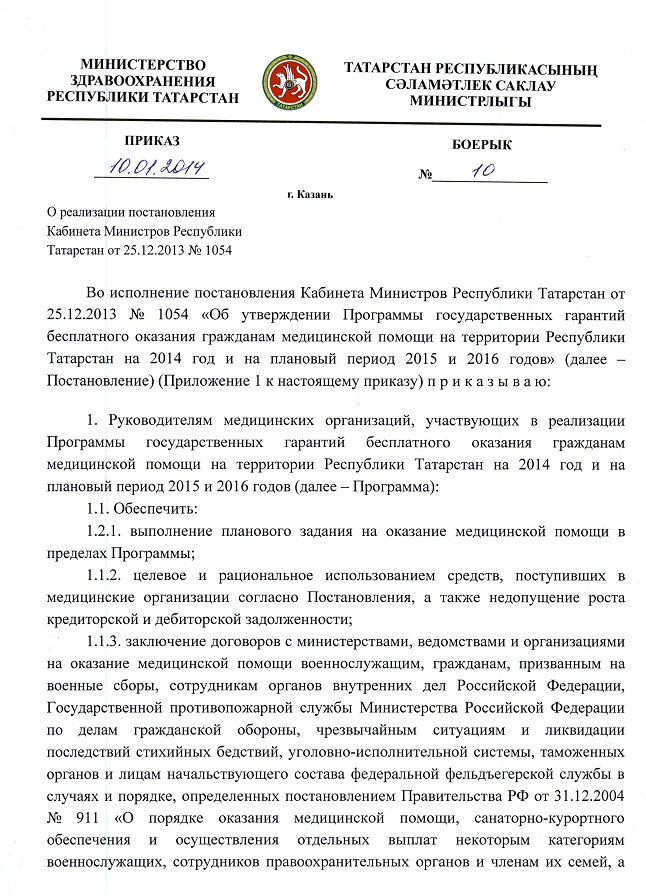 МИНИСТЕРСТВО
ЗДРАВООХРАНЕНИЯ
РЕСПУБЛИКИ ТАТАРСТАН
ТАТАРСТАН РЕСПУБЛИКАСЫНЫҢ
СӘЛАМӘТЛЕК САКЛАУ
МИНИСТРЛЫГЫ
ПРИКАЗ
БОЕРЫК
10.01.2014
№ 10
г. Казань
О реализации постановления
Кабинета Министров Республики
Татарстан от 25.12.2013 № 1054
Во исполнение постановления Кабинета Министров Республики Татарстан от
25.12.2013 № 1054 «Об утверждении Программы государственных гарантий
бесплатного оказания гражданам медицинской помощи на территории Республики
Татарстан на 2014 год и на плановый период 2015 и 2016 годов» (далее –
Постановление) (Приложение 1 к настоящему приказу) п р и к а з ы в а ю:
1. Руководителям медицинских организаций, участвующих в реализации
Программы государственных гарантий бесплатного оказания гражданам
медицинской помощи на территории Республики Татарстан на 2014 год и на
плановый период 2015 и 2016 годов (далее – Программа):
1.1. Обеспечить:
1.2.1. выполнение планового задания на оказание медицинской помощи в
пределах Программы;
1.1.2. целевое и рациональное использованием средств, поступивших в
медицинские организации согласно Постановления, а также недопущение роста
кредиторской и дебиторской задолженности;
1.1.3. заключение договоров с министерствами, ведомствами и организациями
на оказание медицинской помощи военнослужащим, гражданам, призванным на
военные сборы, сотрудникам органов внутренних дел Российской Федерации,
Государственной противопожарной службы Министерства Российской Федерации
по делам гражданской обороны, чрезвычайным ситуациям и ликвидации
последствий стихийных бедствий, уголовно-исполнительной системы, таможенных
органов и лицам начальствующего состава федеральной фельдъегерской службы в
случаях и порядке, определенных постановлением Правительства РФ от 31.12.2004
№ 911 «О порядке оказания медицинской помощи, санаторно-курортного
обеспечения и осуществления отдельных выплат некоторым категориям
военнослужащих, сотрудников правоохранительных органов и членам их семей, а